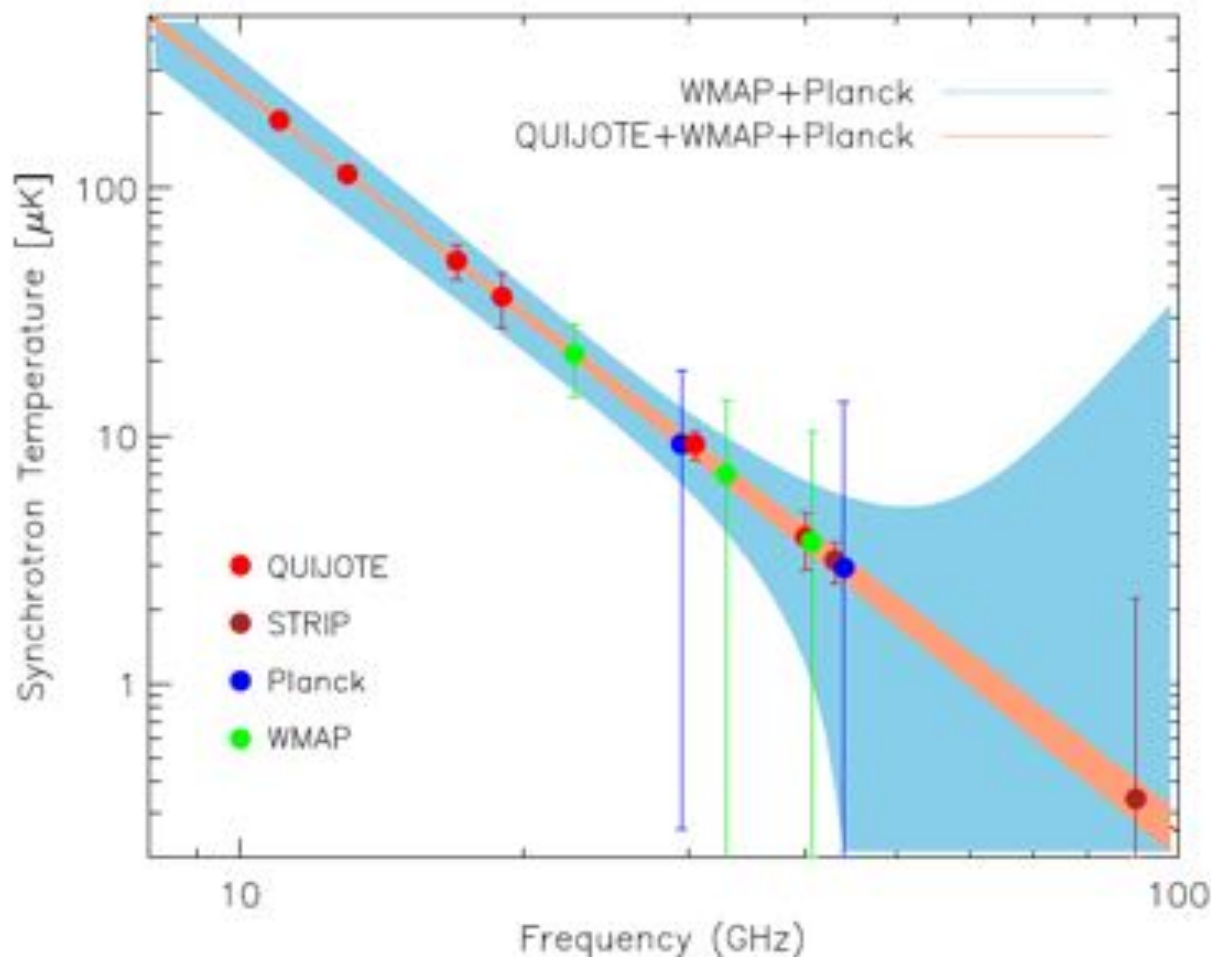 WMAP+Planck
QUIJOTE+WMAP+Planck
Synchrotron Temperature [μK]
100
10
1
QUIJOTE
STRIP
Planck
WMAP
10
100
Frequency (GHz)